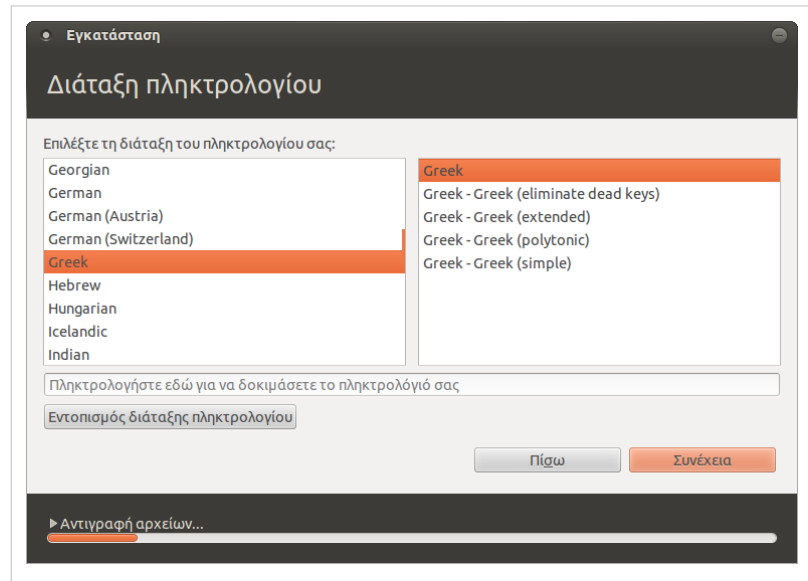 Εγκατάσταση
Διάταξη πληκτρολογίου
Επιλέξτε τη διάταξη του πληκτρολογίου σας:
Georgian
German
German (Austria)
German (Switzerland)
Greek
Hebrew
Hungarian
Icelandic
Indian
Greek
Greek - Greek (eliminate dead keys)
Greek - Greek (extended)
Greek - Greek (polytonic)
Greek - Greek (simple)
Πληκτρολογήστε εδώ για να δοκιμάσετε το πληκτρολόγιό σας
Εντοπισμός διάταξης πληκτρολογίου
Πίσω
Συνέχεια
Αντιγραφή αρχείων...